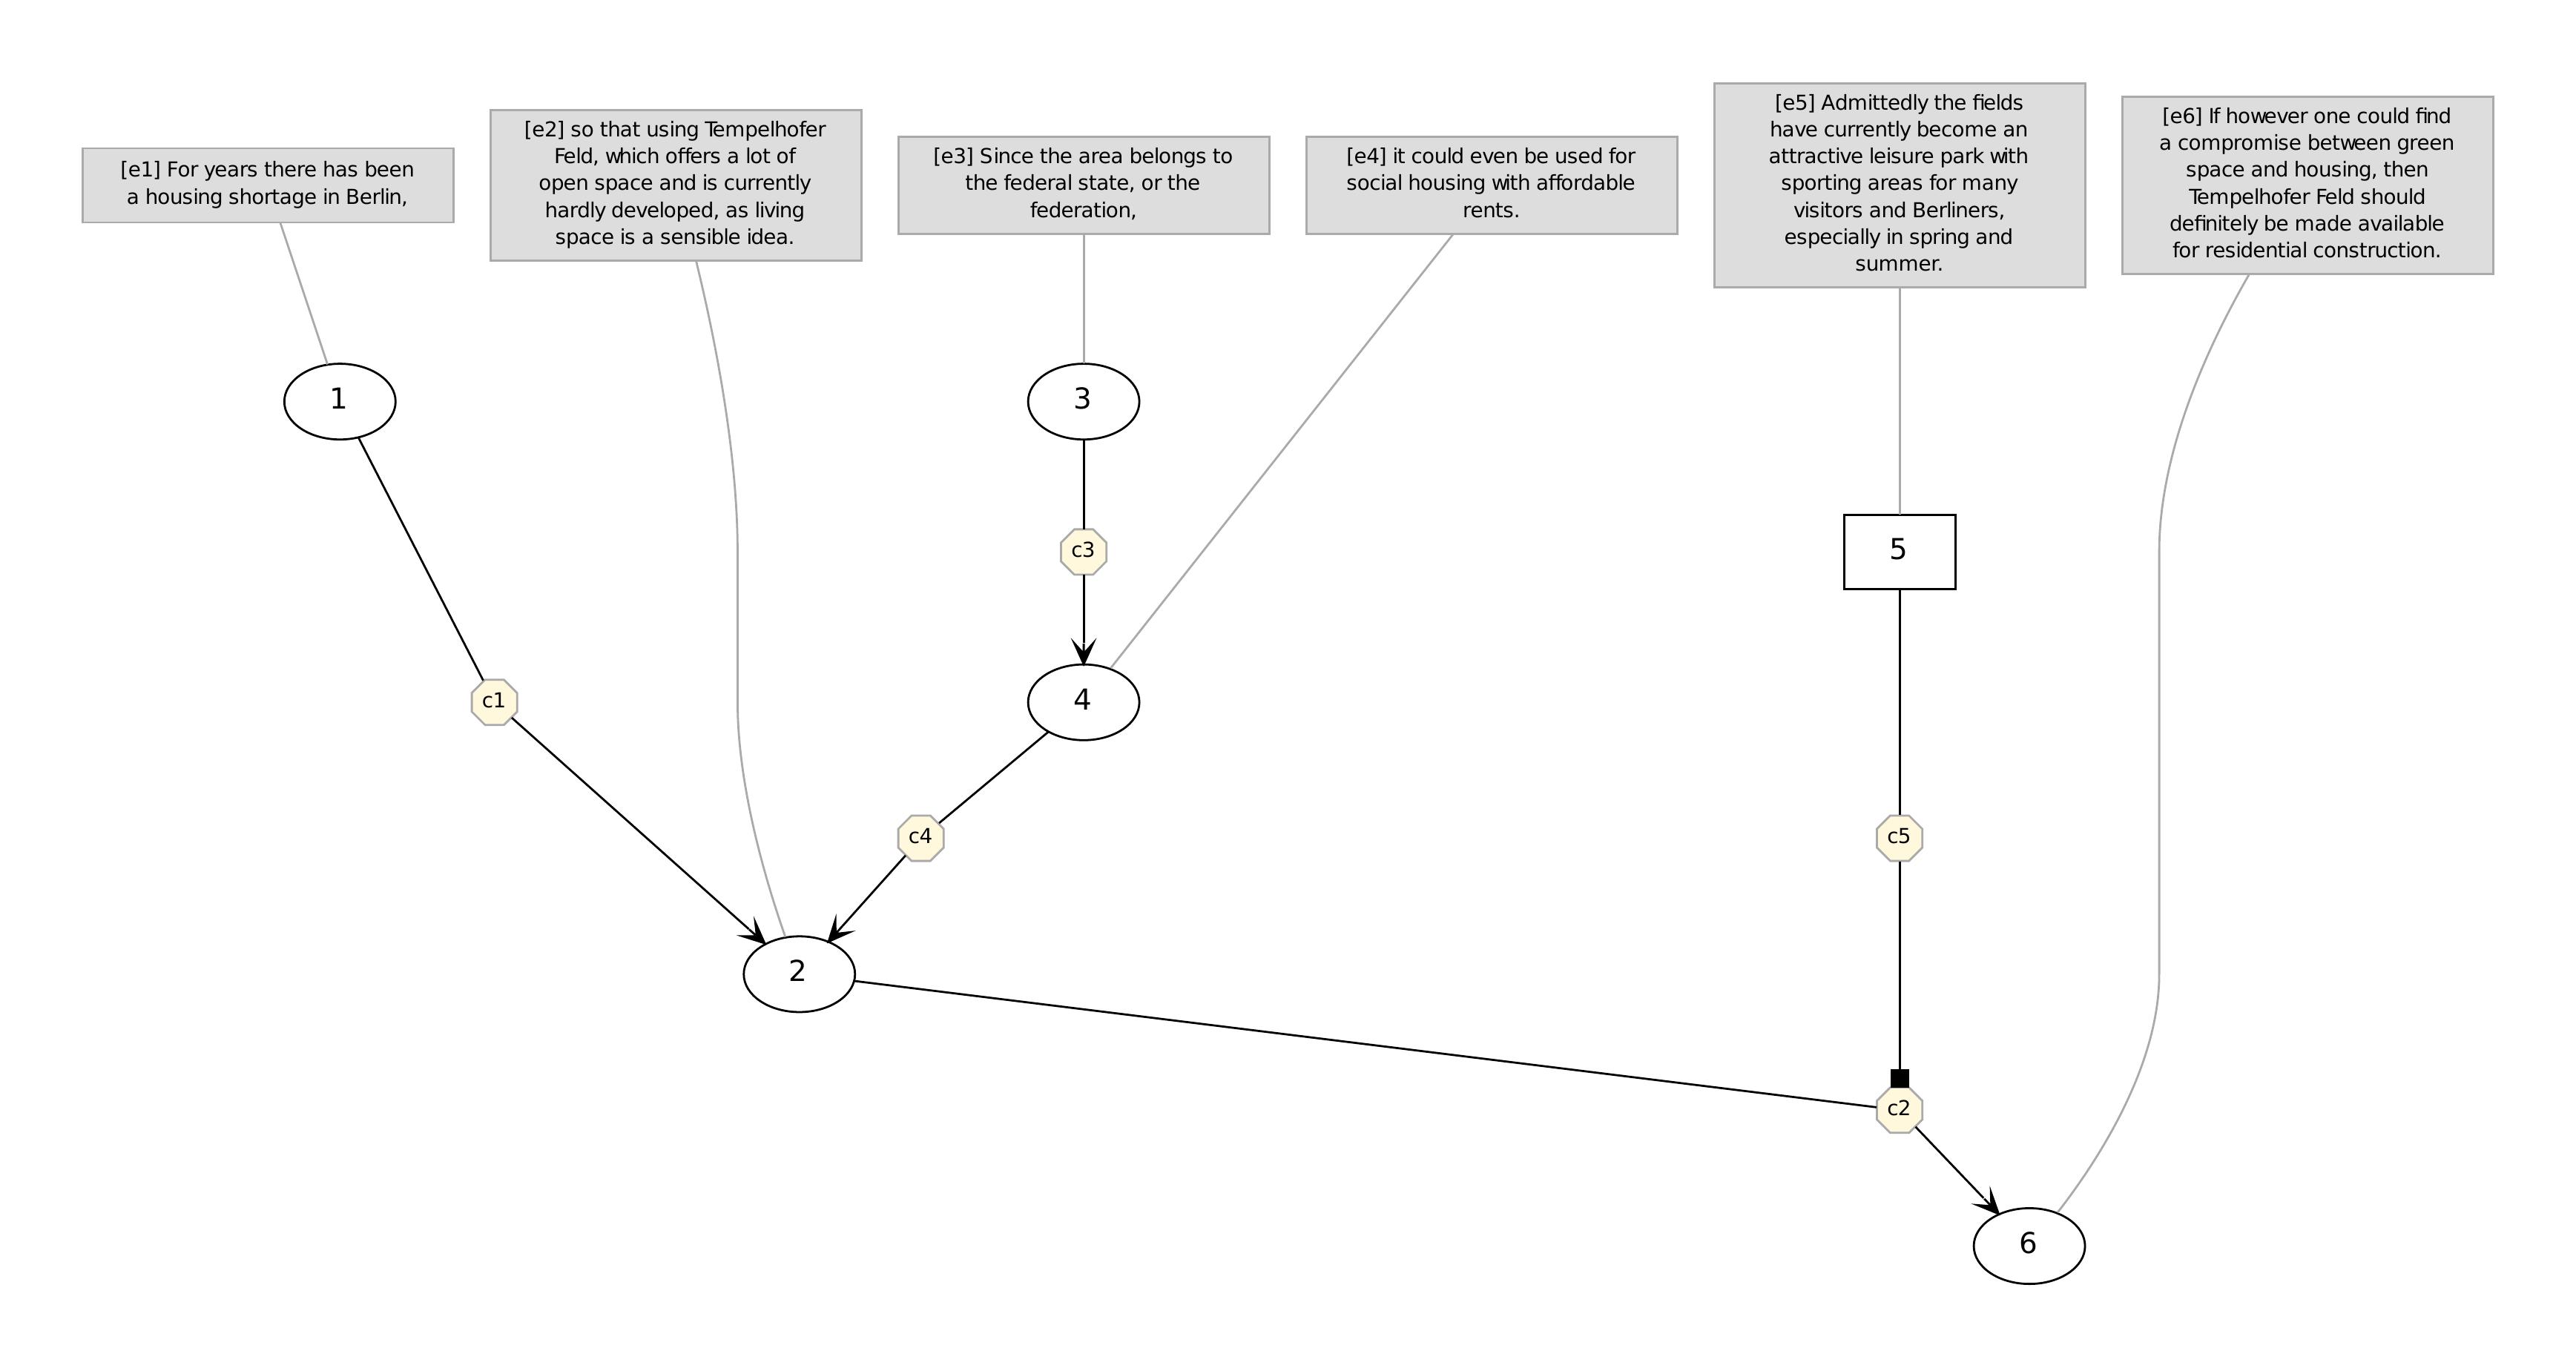 [e1] For years there has been
a housing shortage in Berlin,
[e2] so that using Tempelhofer
Feld, which offers a lot of
open space and is currently
hardly developed, as living
space is a sensible idea.
[e3] Since the area belongs to
the federal state, or the
federation,
[e4] it could even be used for
social housing with affordable
rents.
[e5] Admittedly the fields
have currently become an
attractive leisure park with
sporting areas for many
visitors and Berliners,
especially in spring and
summer.
[e6] If however one could find
a compromise between green
space and housing, then
Tempelhofer Feld should
definitely be made available
for residential construction.
1
3
c3
5
c1
4
c4
c5
2
c2
6